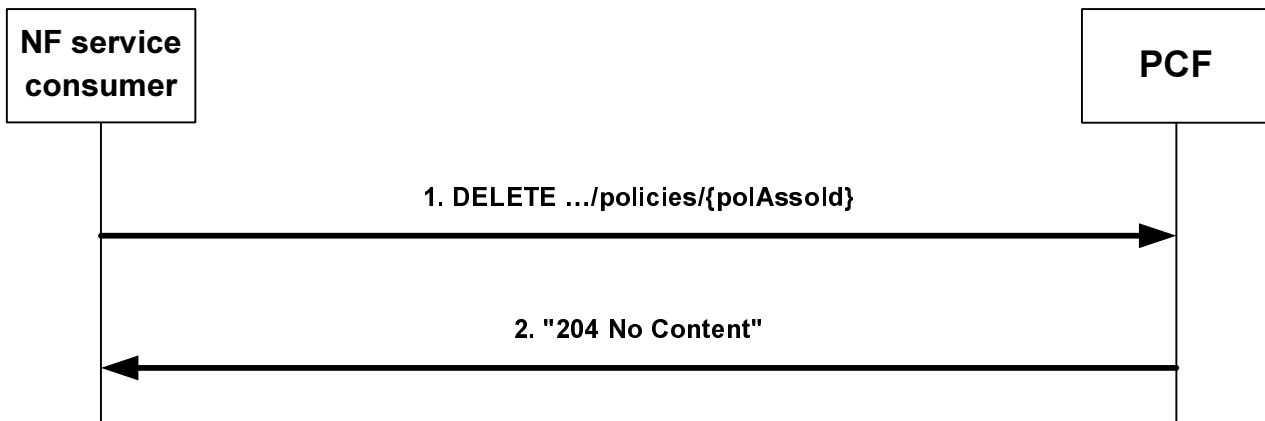 NF service
consumer
PCF
1. DELETE …/policies/{polAssoId}
2. "204 No Content"